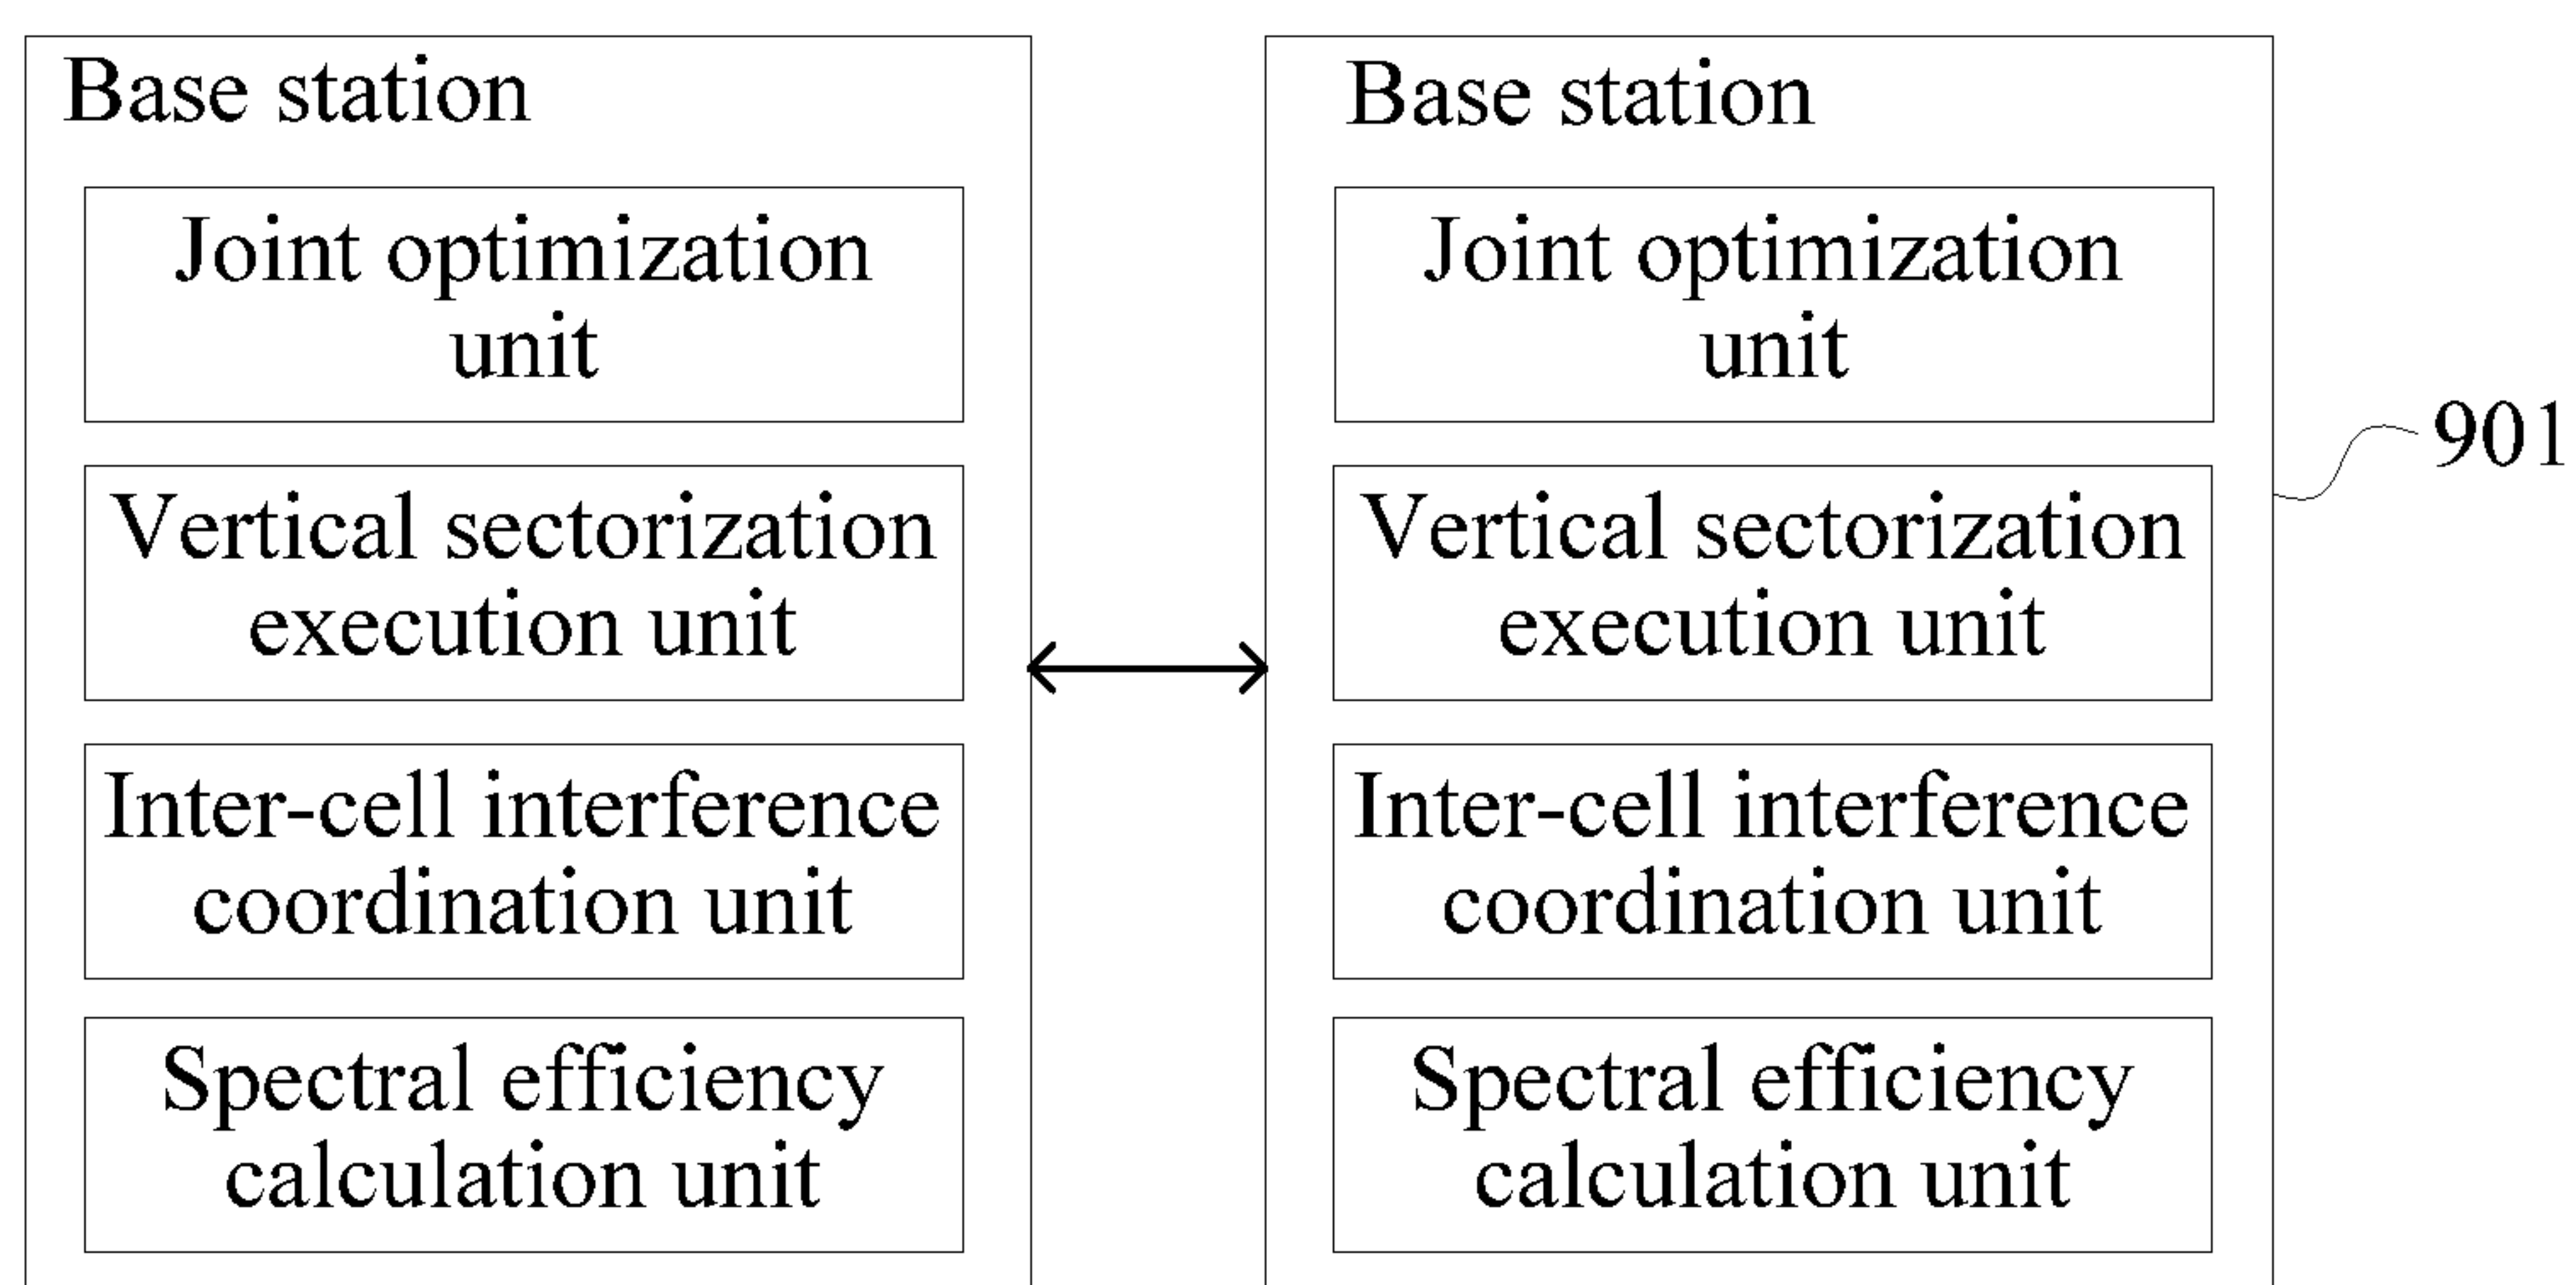 Base station
Joint optimization
unit
Vertical sectorization
execution unit
Inter-cell interference
coordination unit
Spectral efficiency
calculation unit
Base station
Joint optimization
unit
Vertical sectorization
execution unit
Inter-cell interference
coordination unit
Spectral efficiency
calculation unit
901